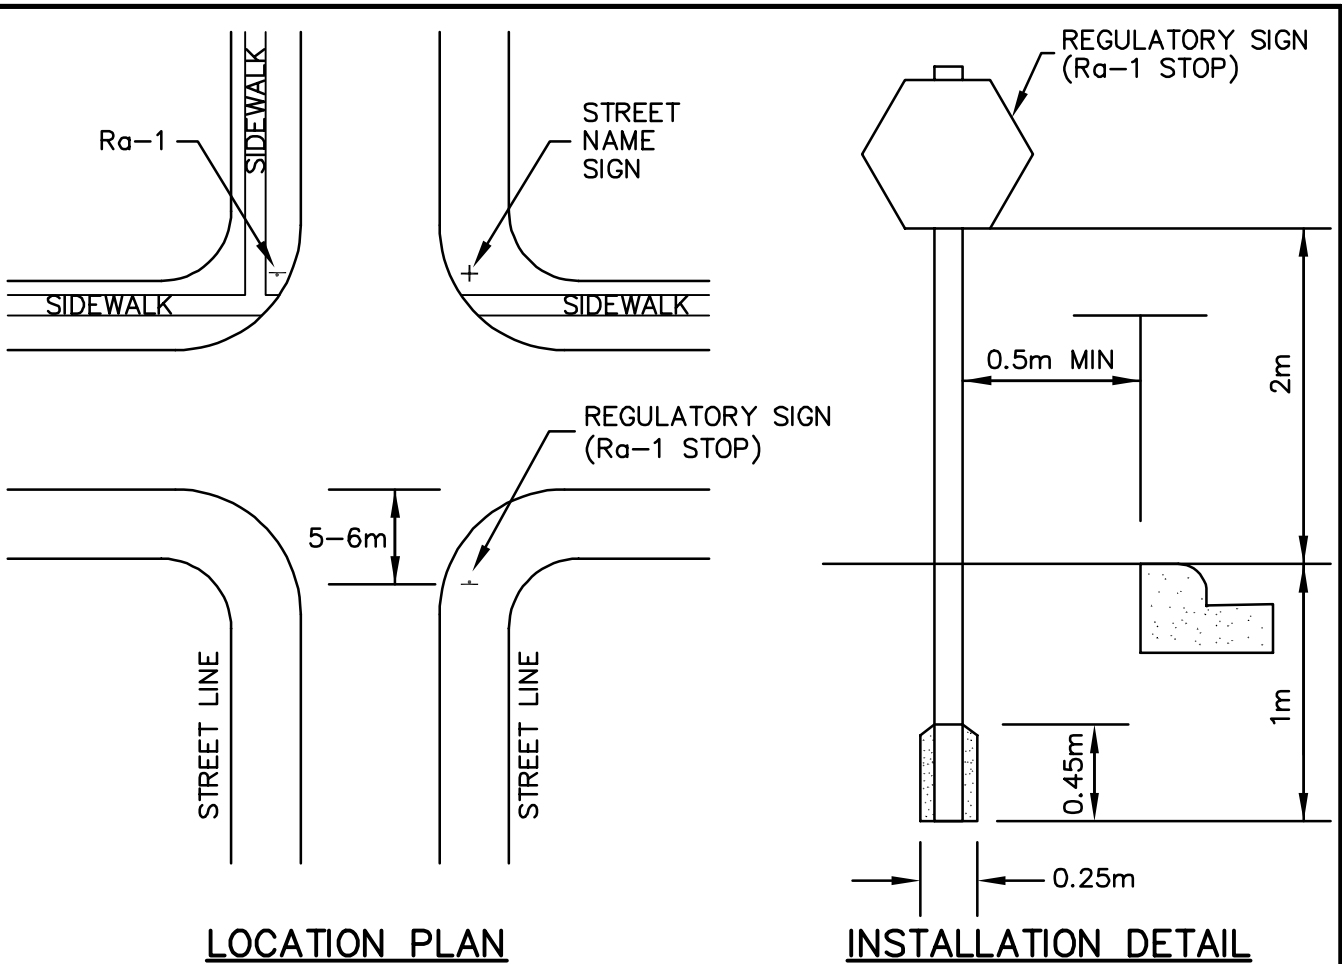 Ra-1
SIDEWALK
STREET
NAME
SIGN
SIDEWALK
SIDEWALK
REGULATORY SIGN
(Ra-1 STOP)
5-6m
STREET LINE
STREET LINE
LOCATION PLAN
REGULATORY SIGN
(Ra-1 STOP)
0.5m MIN
2m
1m
0.45m
0.25m
INSTALLATION DETAIL